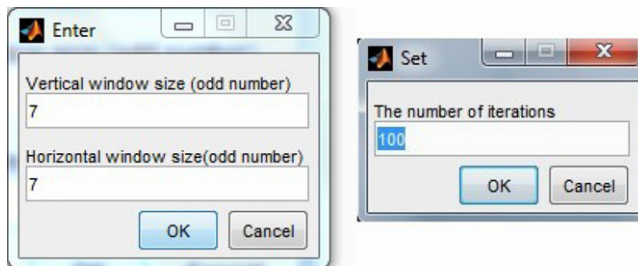 Enter
Vertical window size (odd number)
7
Horizontal window size(odd number)
7
OK
Cancel
Set
The number of iterations
100
OK
Cancel